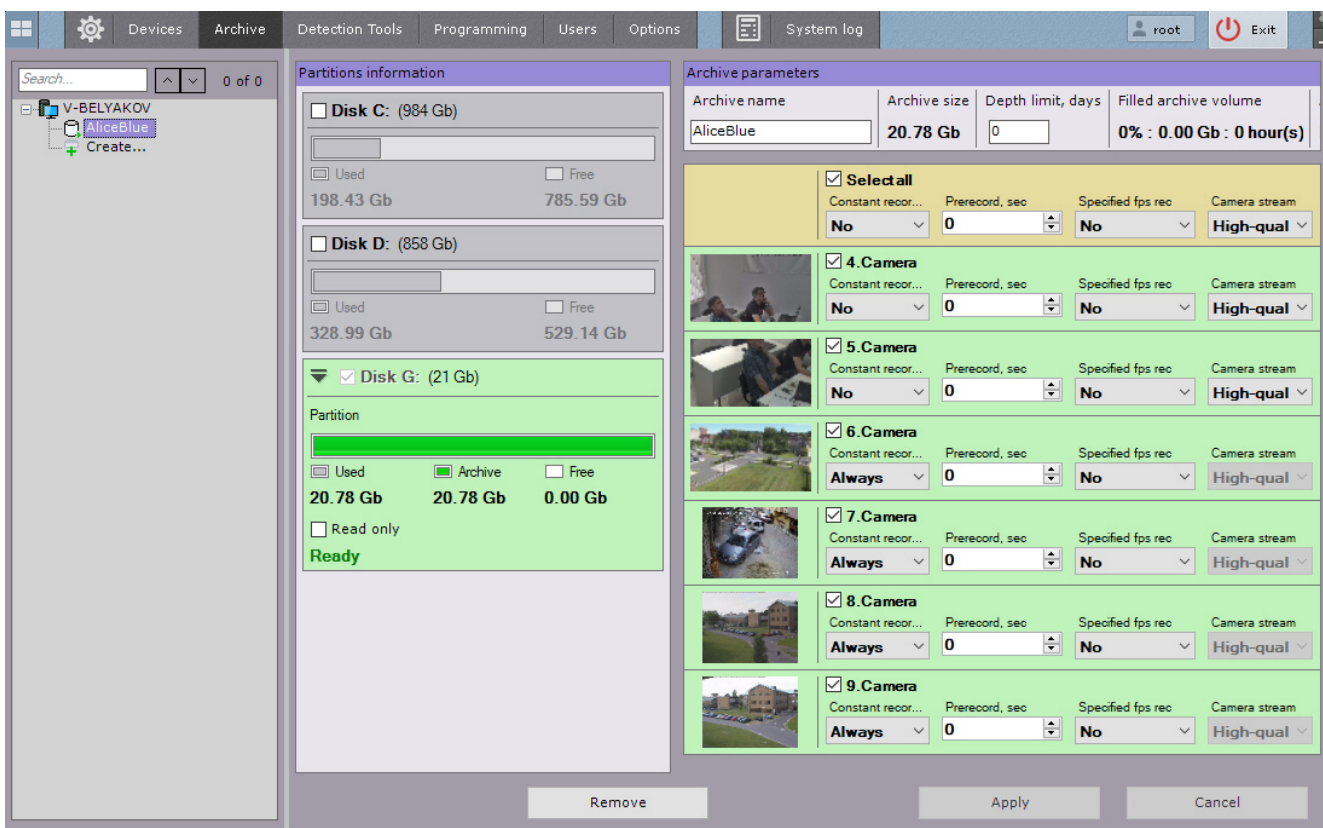 Devices
Archive
Detection Tools
Programming
Users
Options
System log
root
Exit
Search...
0 of 0
V-BELYAKOV
AliceBlue
Create...
Partitions information
Disk C: (984 Gb)
Used
Free
198.43 Gb
785.59 Gb
Disk D: (858 Gb)
Used
Free
328.99 Gb
529.14 Gb
Disk G: (21 Gb)
Partition
Used
Archive
Free
20.78 Gb
20.78 Gb
0.00 Gb
Read only
Ready
Archive parameters
Archive name
Archive size
Depth limit, days
Filled archive volume
AliceBlue
20.78 Gb
0
0% : 0.00 Gb : 0 hour(s)
Select all
Constant recor...
Prerecord, sec
Specified fps rec
Camera stream
No
0
No
High-qual
4.Camera
Constant recor...
Prerecord, sec
Specified fps rec
Camera stream
No
0
No
High-qual
5.Camera
Constant recor...
Prerecord, sec
Specified fps rec
Camera stream
No
0
No
High-qual
6.Camera
Constant recor...
Prerecord, sec
Specified fps rec
Camera stream
Always
0
No
High-qual
7.Camera
Constant recor...
Prerecord, sec
Specified fps rec
Camera stream
Always
0
No
High-qual
8.Camera
Constant recor...
Prerecord, sec
Specified fps rec
Camera stream
Always
0
No
High-qual
9.Camera
Constant recor...
Prerecord, sec
Specified fps rec
Camera stream
Always
0
No
High-qual
Remove
Apply
Cancel